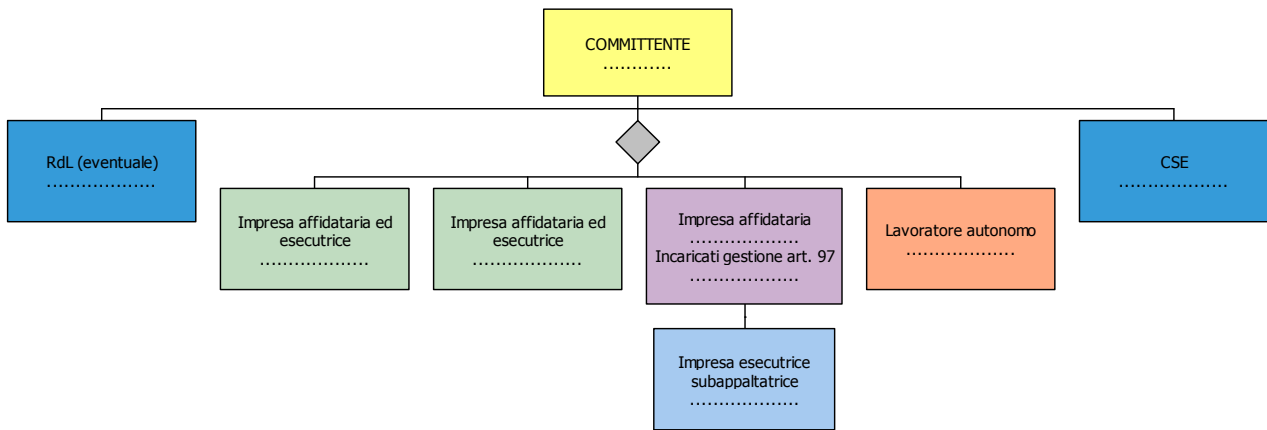 COMMITTENTE
............
RdL (eventuale)
...................
CSE
...................
Impresa affidataria ed
esecutrice
...................
Impresa affidataria ed
esecutrice
...................
Impresa affidataria
...................
Incaricati gestione art. 97
...................
Lavoratore autonomo
...................
Impresa esecutrice
subappaltatrice
...................